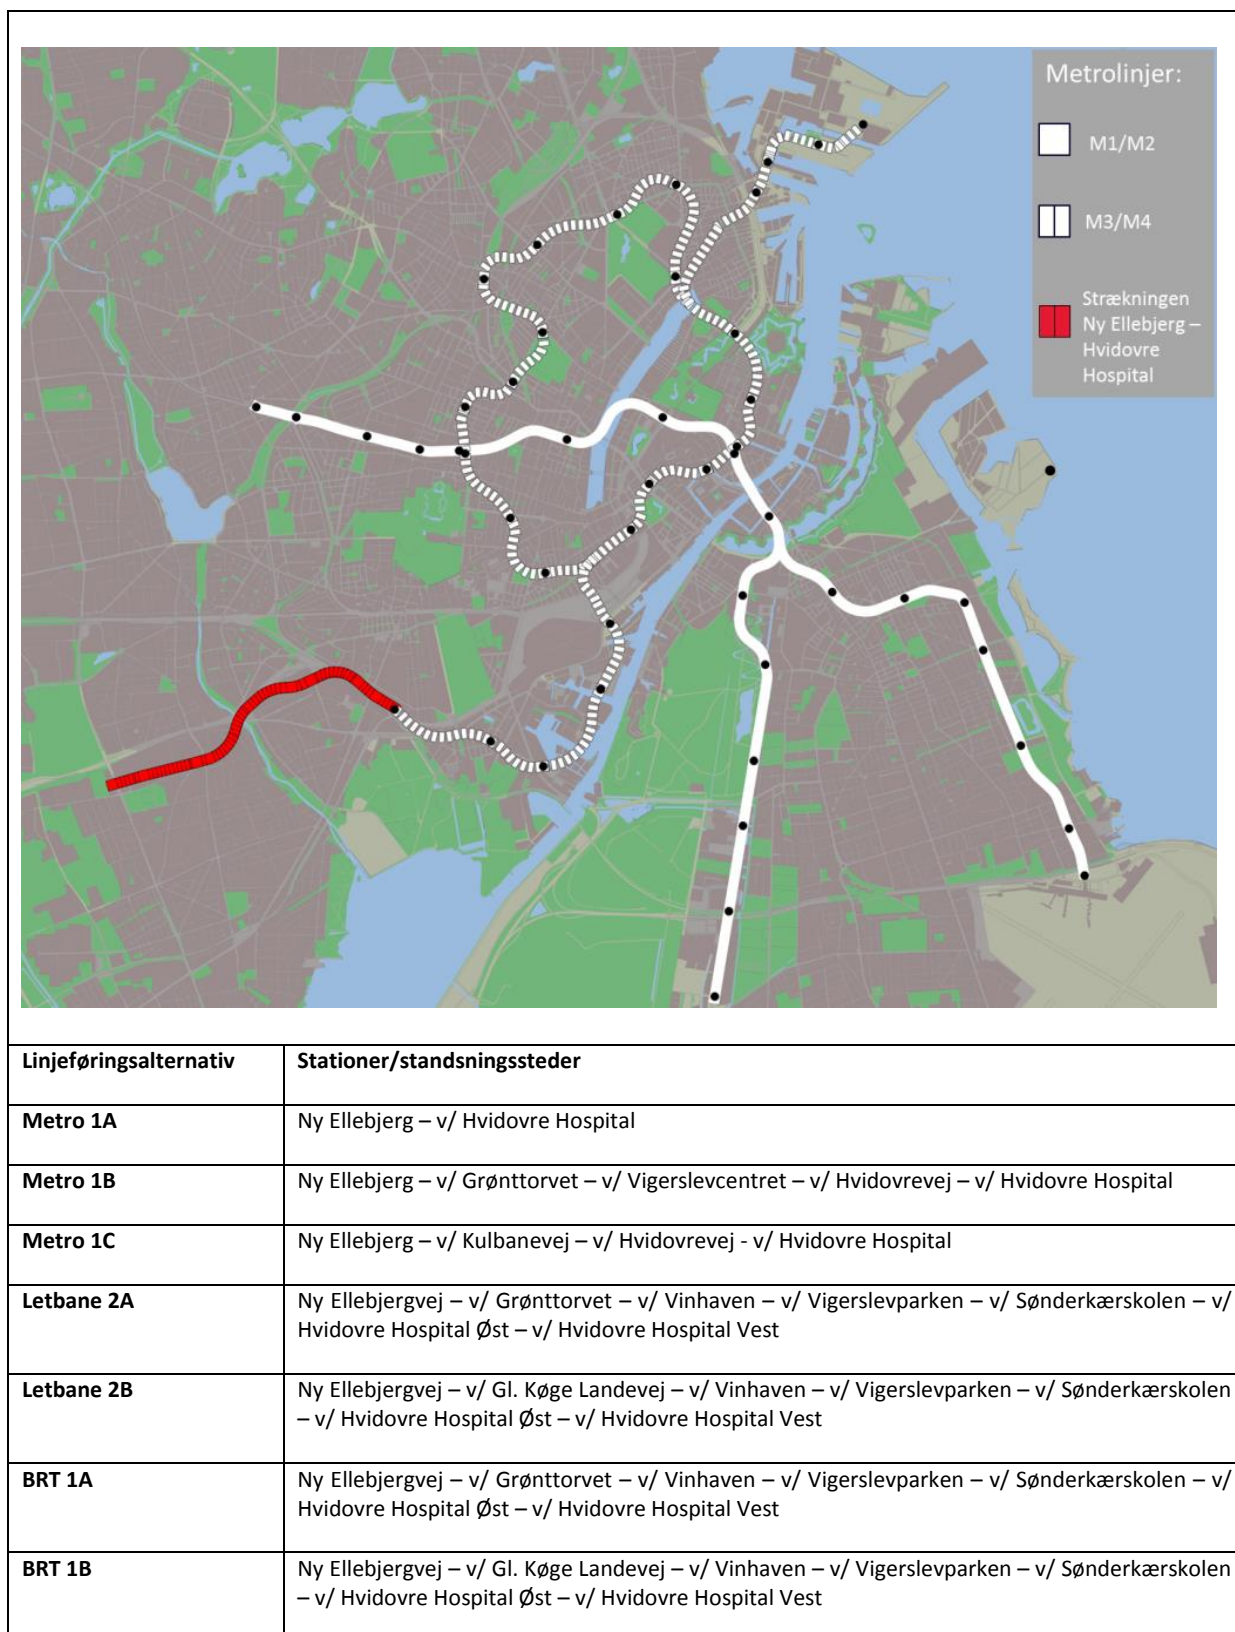 Metrolinjer:
M1/M2
M3/M4
Strækningen
Ny Ellebjerg –
Hvidovre
Hospital
Linjeføringsalternativ Stationer/standsningssteder
Metro 1A Ny Ellebjerg – v/ Hvidovre Hospital
Metro 1B Ny Ellebjerg – v/ Grønttorvet – v/ Vigerslevcentret – v/ Hvidovrevej – v/ Hvidovre Hospital
Metro 1C Ny Ellebjerg – v/ Kulbanevej – v/ Hvidovrevej - v/ Hvidovre Hospital
Letbane 2A Ny Ellebjergvej – v/ Grønttorvet – v/ Vinhaven – v/ Vigerslevparken – v/ Sønderkærskolen – v/
Hvidovre Hospital Øst – v/ Hvidovre Hospital Vest
Letbane 2B Ny Ellebjergvej – v/ Gl. Køge Landevej – v/ Vinhaven – v/ Vigerslevparken – v/ Sønderkærskolen
– v/ Hvidovre Hospital Øst – v/ Hvidovre Hospital Vest
BRT 1A Ny Ellebjergvej – v/ Grønttorvet – v/ Vinhaven – v/ Vigerslevparken – v/ Sønderkærskolen – v/
Hvidovre Hospital Øst – v/ Hvidovre Hospital Vest
BRT 1B Ny Ellebjergvej – v/ Gl. Køge Landevej – v/ Vinhaven – v/ Vigerslevparken – v/ Sønderkærskolen
– v/ Hvidovre Hospital Øst – v/ Hvidovre Hospital Vest